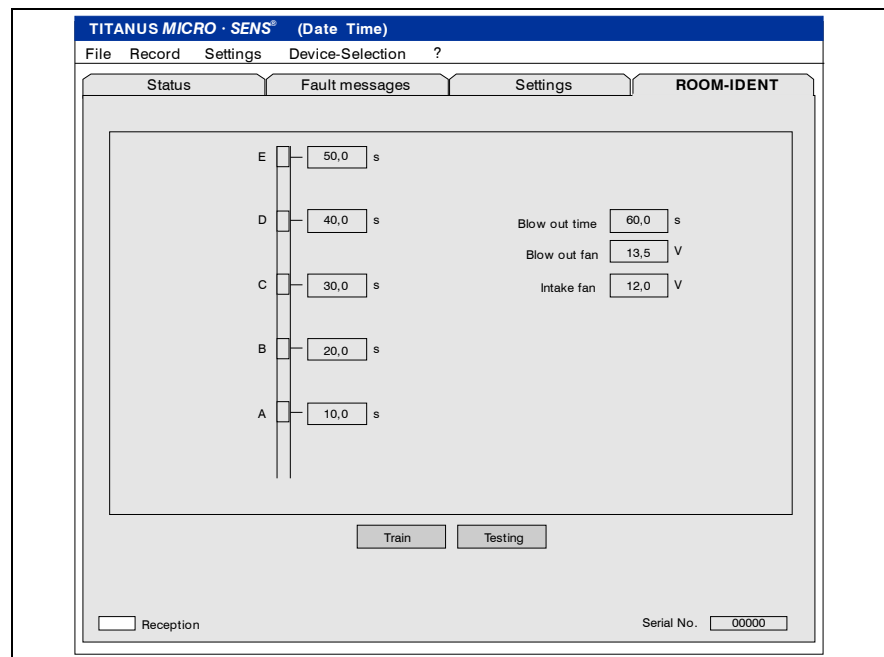 TITANUS MICRO · SENS® (Date Time)
File Record Settings Device-Selection ?
Status Fault messages Settings ROOM-IDENT
E 50,0 s
D 40,0 s
Blow out time 60,0 s
Blow out fan 13,5 V
C 30,0 s
Intake fan 12,0 V
B 20,0 s
A 10,0 s
Train Testing
Reception
Serial No. 00000